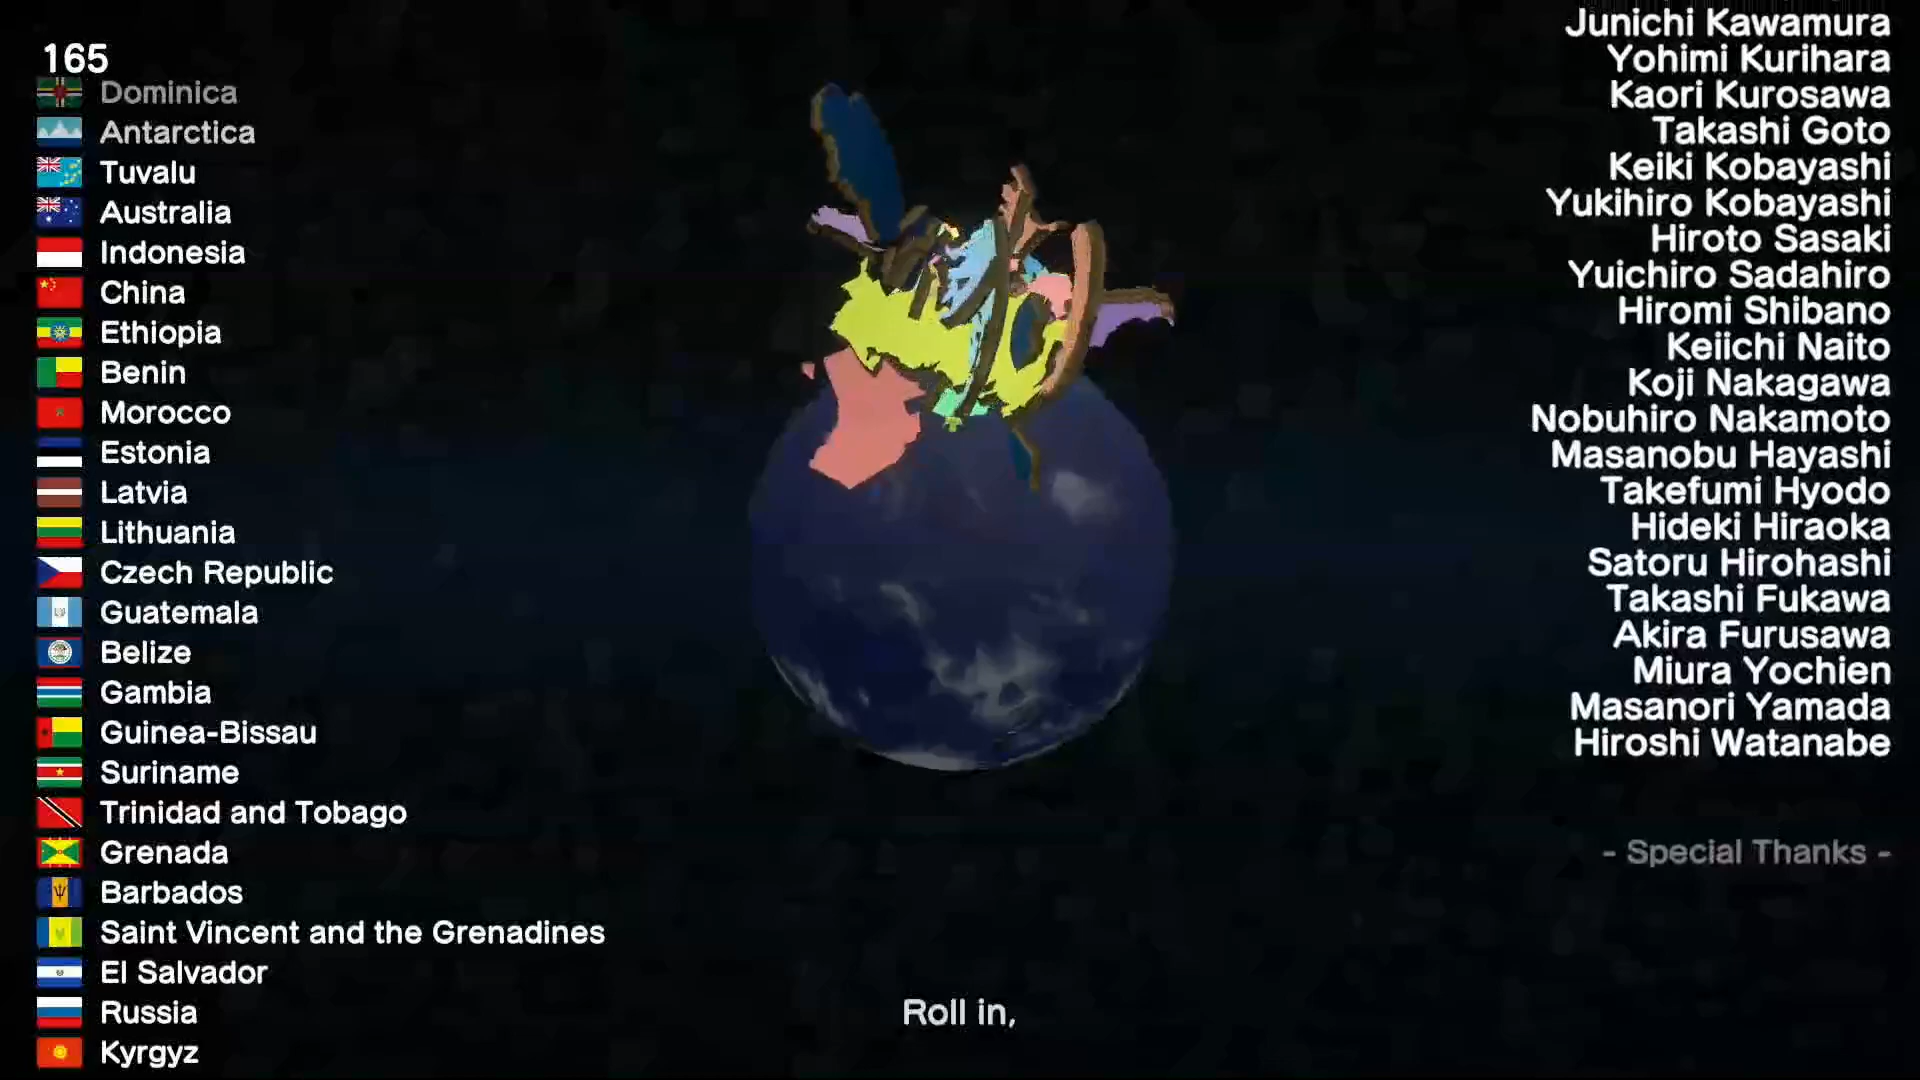 165
Dominica
Antarctica
Tuvalu
Australia
Indonesia
China
Ethiopia
Benin
Morocco
Estonia
Latvia
Lithuania
Czech Republic
Guatemala
Belize
Gambia
Guinea-Bissau
Suriname
Trinidad and Tobago
Grenada
Barbados
Saint Vincent and the Grenadines
El Salvador
Russia
Kyrgyz
Roll in,
Junichi Kawamura
Yohimi Kurihara
Kaori Kurosawa
Takashi Goto
Keiki Kobayashi
Yukihiro Kobayashi
Hiroto Sasaki
Yuichiro Sadahiro
Hiromi Shibano
Keiichi Naito
Koji Nakagawa
Nobuhiro Nakamoto
Masanobu Hayashi
Takefumi Hyodo
Hideki Hiraoka
Satoru Hirohashi
Takashi Fukawa
Akira Furusawa
Miura Yochien
Masanori Yamada
Hiroshi Watanabe
- Special Thanks -